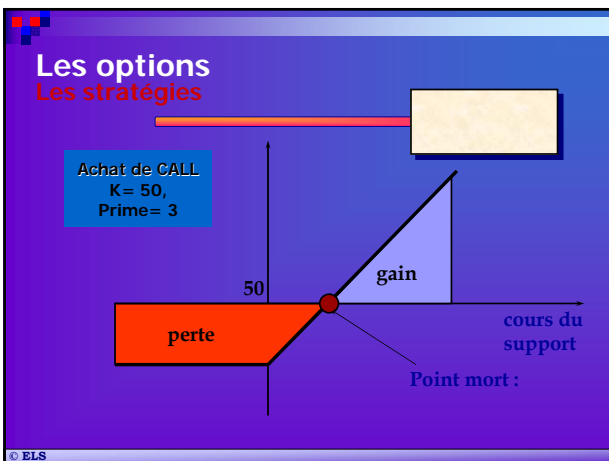 Les options
Les stratégies
Achat de CALL
K= 50,
Prime= 3
50
gain
perte
cours du
support
Point mort :
© ELS